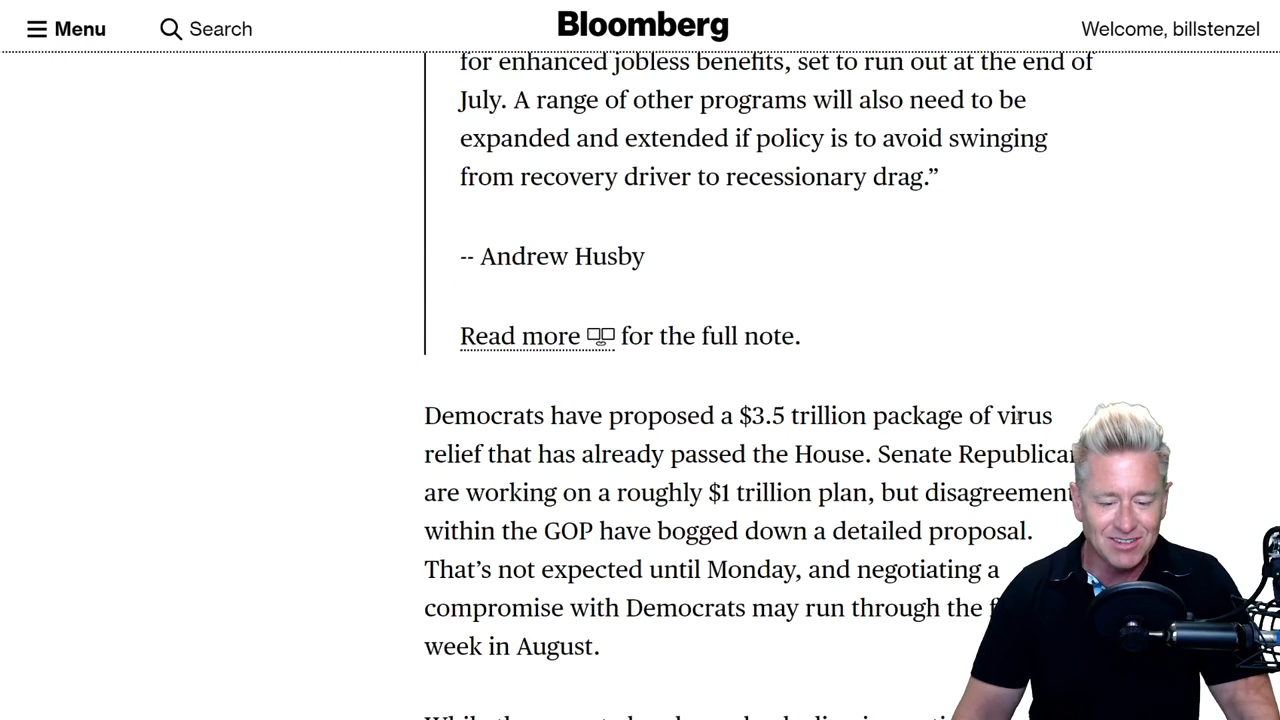 Menu
Search
Bloomberg
Welcome, billstenzel
for enhanced jobless benefits, set to run out at the end of
July. A range of other programs will also need to be
expanded and extended if policy is to avoid swinging
from recovery driver to recessionary drag.”
-- Andrew Husby
Read more for the full note.
Democrats have proposed a $3.5 trillion package of virus
relief that has already passed the House. Senate Republican
are working on a roughly $1 trillion plan, but disagreement
within the GOP have bogged down a detailed proposal.
That’s not expected until Monday, and negotiating a
compromise with Democrats may run through the
week in August.